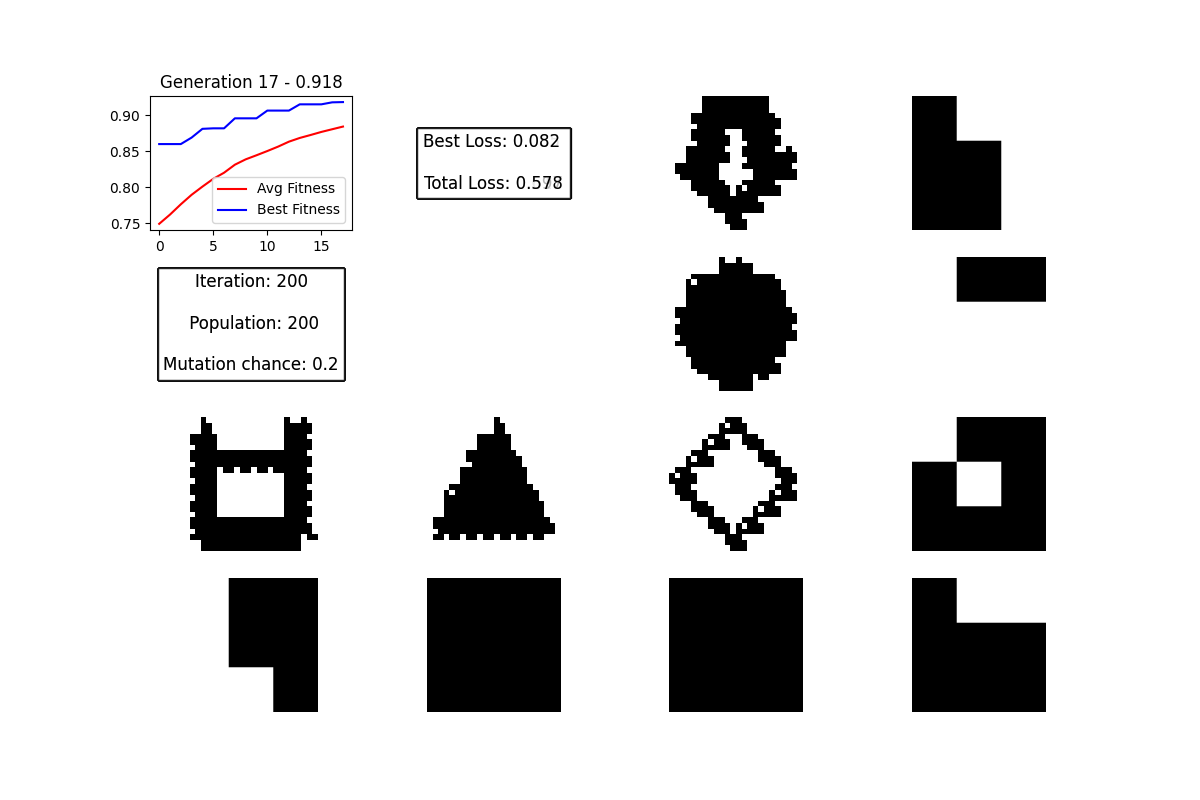 Generation 17 - 0.918
0.90
0.85
0.80
0.75
Avg Fitness
Best Fitness
0 5 10 15
Best Loss: 0.082
Total Loss: 0.578
Iteration: 200
Population: 200
Mutation chance: 0.2